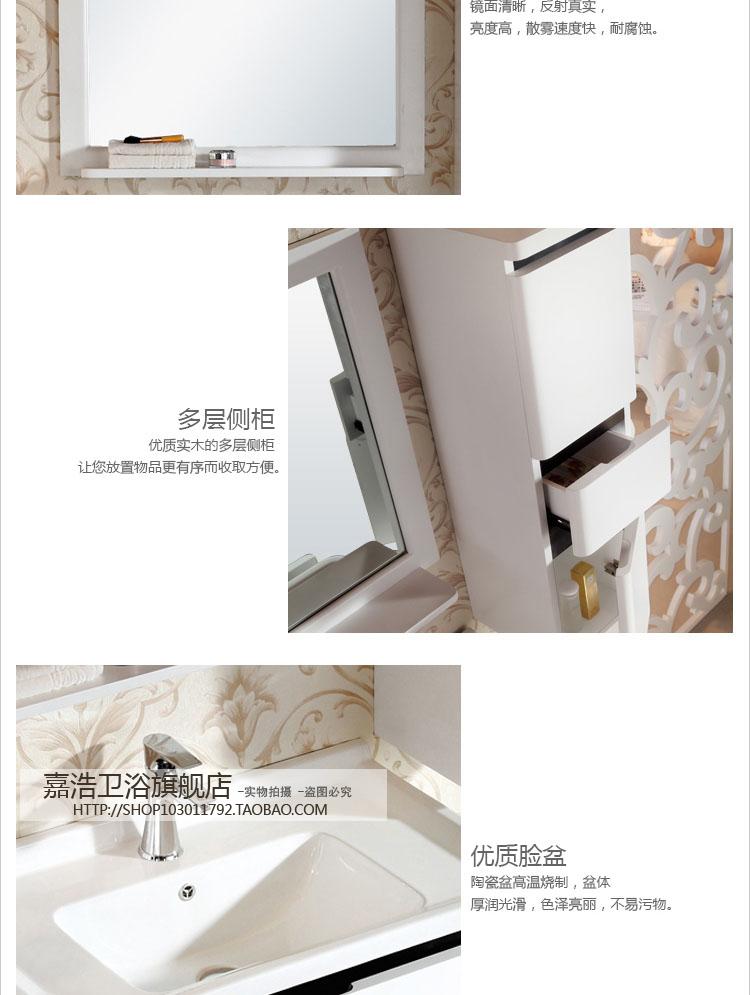 镜面清晰，反射真实，
亮度高，散雾速度快，耐腐蚀。
多层侧柜
优质实木的多层侧柜
让您放置物品更有序而收取方便。
嘉浩卫浴旗舰店 -实物拍摄 -盗图必究
HTTP://SHOP103011792.TAOBAO.COM
优质脸盆
陶瓷盆高温烧制，盆体
厚润光滑，色泽亮丽，不易污物。